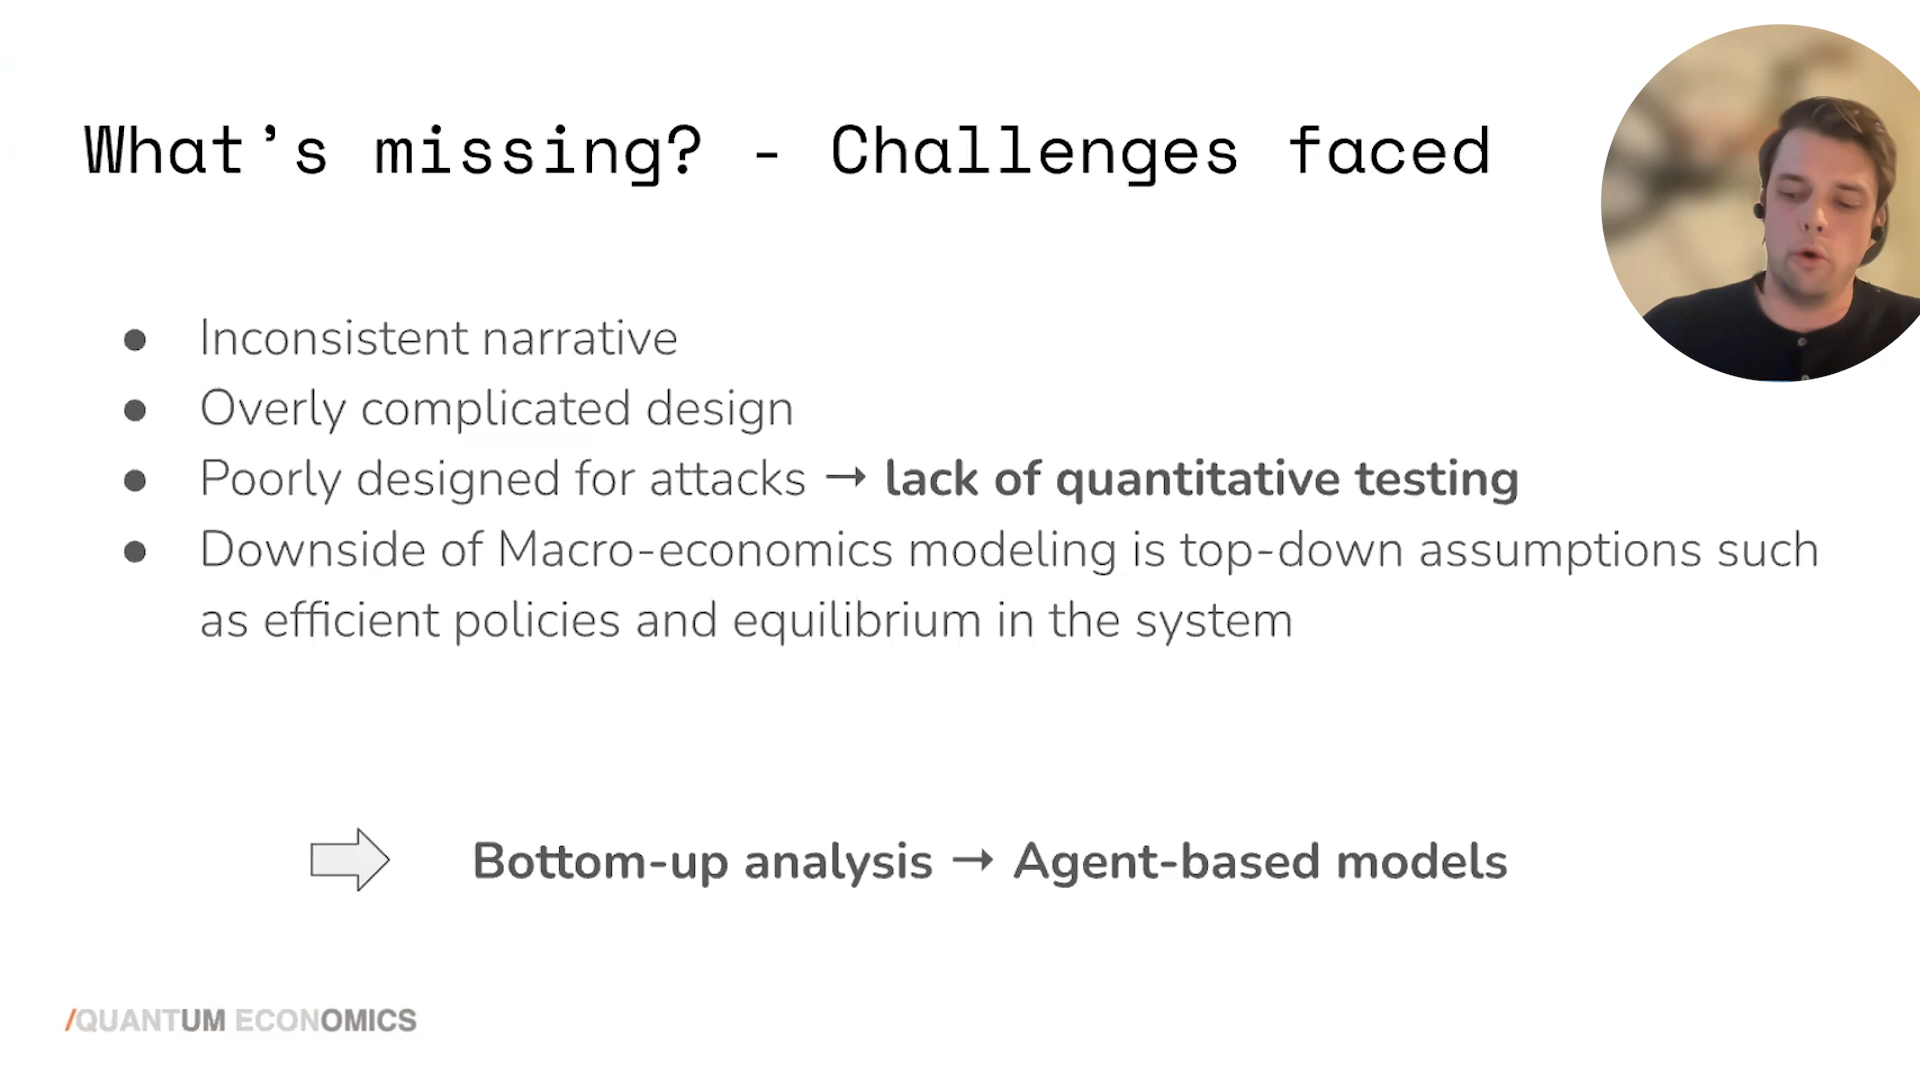 What's missing? - Challenges faced
● Inconsistent narrative
● Overly complicated design
● Poorly designed for attacks → lack of quantitative testing
● Downside of Macro-economics modeling is top-down assumptions such
as efficient policies and equilibrium in the system
Bottom-up analysis → Agent-based models
/QUANTUM ECONOMICS